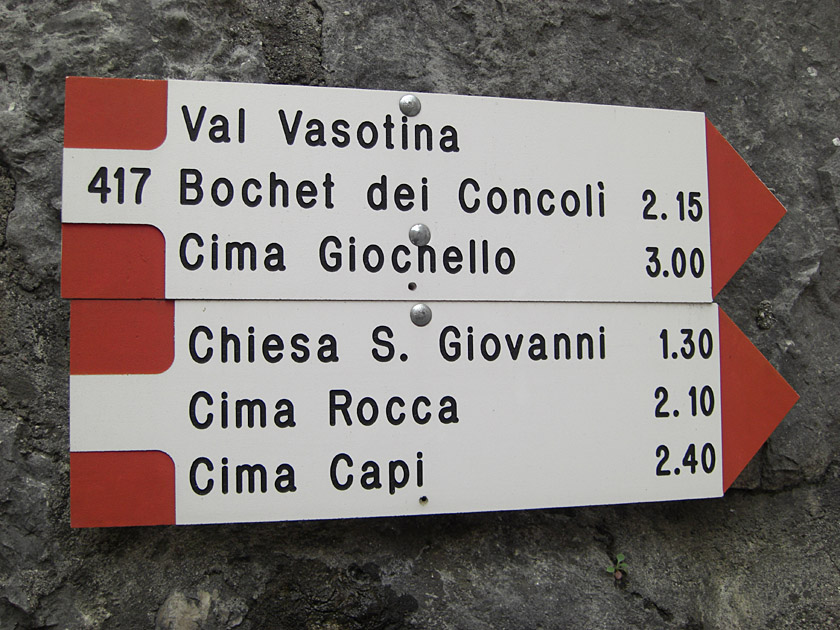 Val Vasotina
417 Bochet dei Concolì 2.15
Cima Giochello 3.00
Chiesa S. Giovanni 1.30
Cima Rocca 2.10
Cima Capi 2.40